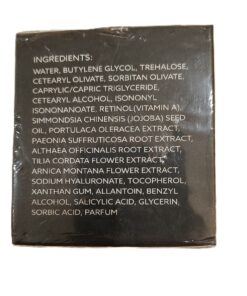 INGREDIENTS:
WATER, BUTYLENE GLYCOL, TREHALOSE,
CETEARYL OLIVATE, SORBITAN OLIVATE,
CAPRYLIC/CAPRIC TRIGLYCERIDE,
CETEARYL ALCOHOL, ISONONYL
ISONONANOATE. RETINOL(VITAMIN A),
SIMMONDSIA CHINENSIS (JOJOBA) SEED
OIL, PORTULACA OLERACEA EXTRACT,
PAEONIA SUFFRUTICOSA ROOT EXTRACT,
ALTHAEA OFFICINALIS ROOT EXTRACT,
TILIA CORDATA FLOWER EXTRACT,
ARNICA MONTANA FLOWER EXTRACT,
SODIUM HYALURONATE, TOCOPHEROL,
XANTHAN GUM, ALLANTOIN, BENZYL
ALCOHOL, SALICYLIC ACID, GLYCERIN,
SORBIC ACID, PARFUM